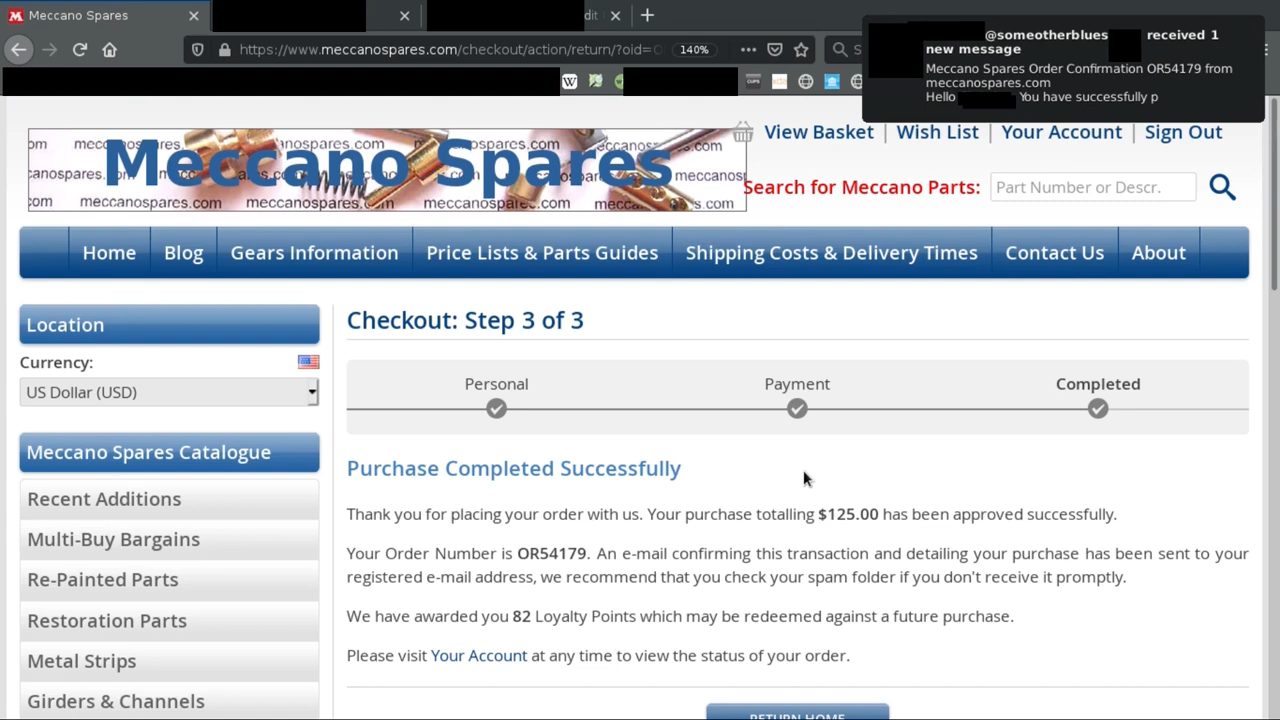 Meccano Spares
dit
https://www.meccanospares.com/checkout/action/return/?oid=O
140%
S
@someotherblues received 1
new message
Meccano Spares Order Confirmation OR54179 from
meccanospares.com
Hello You have successfully p
Meccano Spares
View Basket
Wish List
Your Account
Sign Out
Search for Meccano Parts:
Part Number or Descr.
Home
Blog
Gears Information
Price Lists & Parts Guides
Shipping Costs & Delivery Times
Contact Us
About
Location
Currency:
US Dollar (USD)
Meccano Spares Catalogue
Recent Additions
Multi-Buy Bargains
Re-Painted Parts
Restoration Parts
Metal Strips
Girders & Channels
Checkout: Step 3 of 3
Personal
Payment
Completed
Purchase Completed Successfully
Thank you for placing your order with us. Your purchase totalling $125.00 has been approved successfully.
Your Order Number is OR54179. An e-mail confirming this transaction and detailing your purchase has been sent to your
registered e-mail address, we recommend that you check your spam folder if you don't receive it promptly.
We have awarded you 82 Loyalty Points which may be redeemed against a future purchase.
Please visit Your Account at any time to view the status of your order.
RETURN HOME